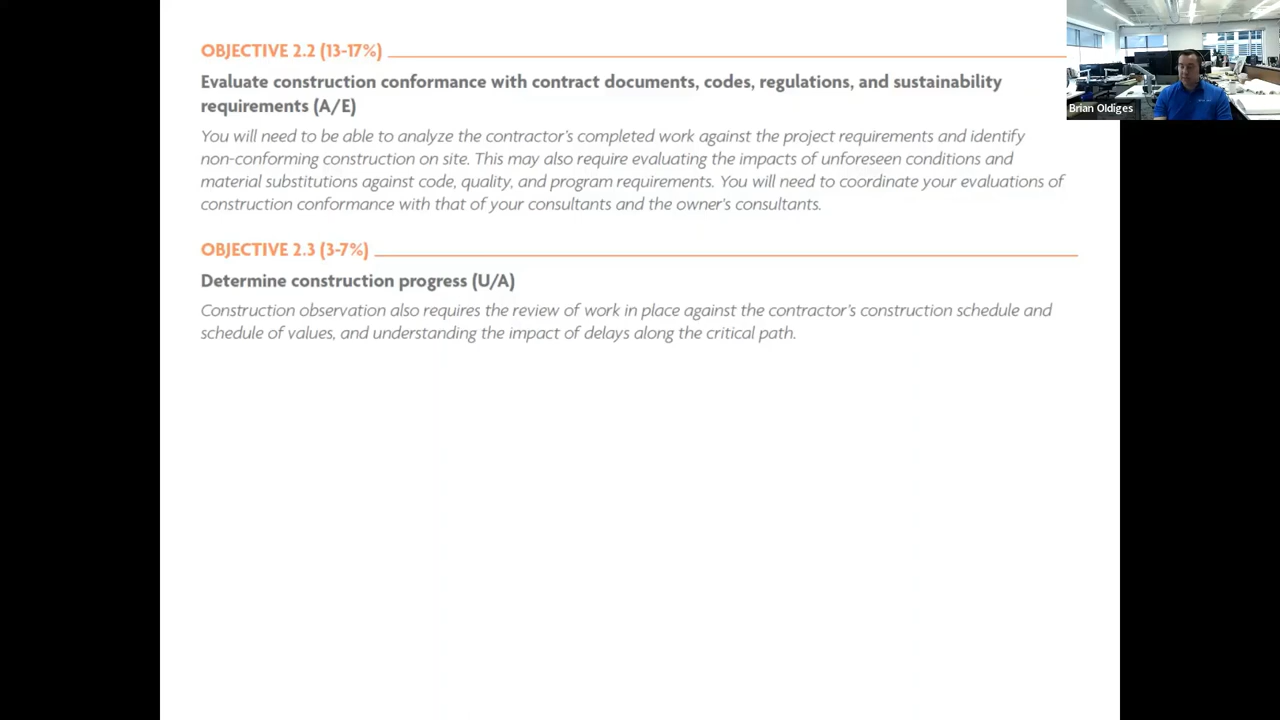 OBJECTIVE 2.2 (13-17%)
Evaluate construction conformance with contract documents, codes, regulations, and sustainability
requirements (A/E)
You will need to be able to analyze the contractor's completed work against the project requirements and identify
non-conforming construction on site. This may also require evaluating the impacts of unforeseen conditions and
material substitutions against code, quality, and program requirements. You will need to coordinate your evaluations of
construction conformance with that of your consultants and the owner's consultants.
OBJECTIVE 2.3 (3-7%)
Determine construction progress (U/A)
Construction observation also requires the review of work in place against the contractor's construction schedule and
schedule of values, and understanding the impact of delays along the critical path.
Brian Oldiges